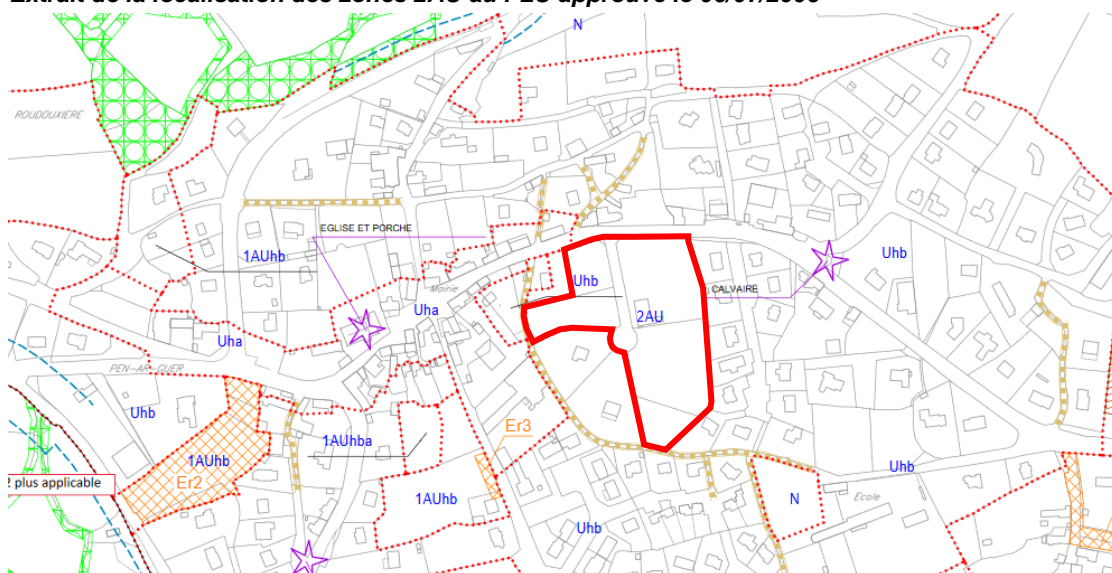 N
ROUDOUXIERE
EGLISE ET PORCHE
1AUhb
Uhb
Uhb
CALVAIRE
Mairie
Uha
2AU
Uha
PEN-AR-GUER
Uhb
Er3
1AUhba
1AUhb
Uhb
2 plus applicable
Er2
1AUhb
N
Ecole
Uhb